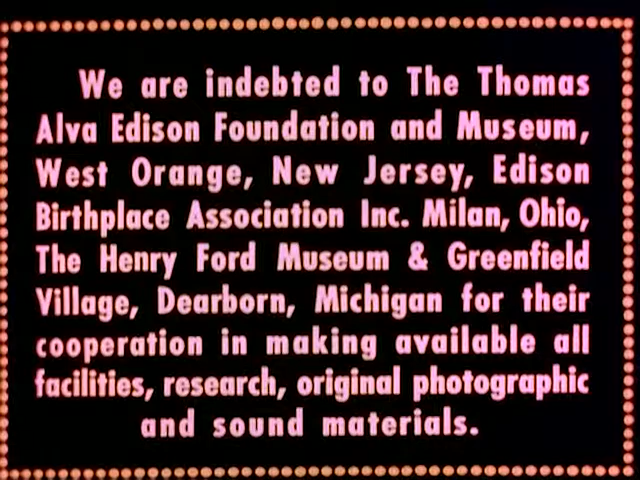 We are indebted to The Thomas
Alva Edison Foundation and Museum,
West Orange, New Jersey, Edison
Birthplace Association Inc. Milan, Ohio,
The Henry Ford Museum & Greenfield
Village, Dearborn, Michigan for their
cooperation in making available all
facilities, research, original photographic
and sound materials.